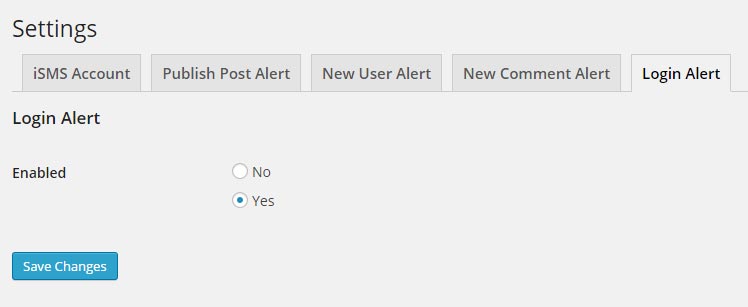 Settings
iSMS Account Publish Post Alert New User Alert New Comment Alert Login Alert
Login Alert
Enabled No
Yes
Save Changes